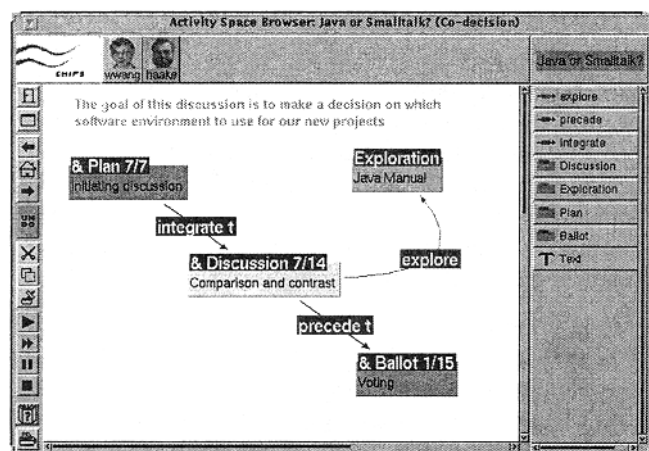 Activity Space Browser: Java or Smalltalk? (Co-decision)
CHIPS
wwang haake
Java or Smalltalk?
The goal of this discussion is to make a decision on which
software environment to use for our new projects
& Plan 7/7
Initiating discussion
Exploration
Java Manual
integrate t
& Discussion 7/14
Comparison and contrast
explore
precede t
& Ballot 1/15
Voting
explore
precede
integrate
Discussion
Exploration
Plan
Ballot
T Text